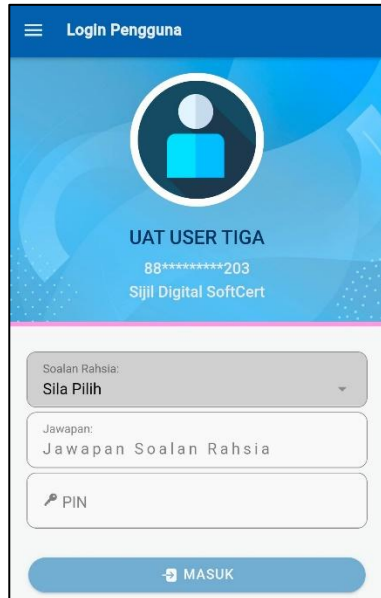 Login Pengguna
UAT USER TIGA
88*********203
Sijil Digital SoftCert
Soalan Rahsia:
Sila Pilih
Jawapan:
Jawapan Soalan Rahsia
PIN
MASUK